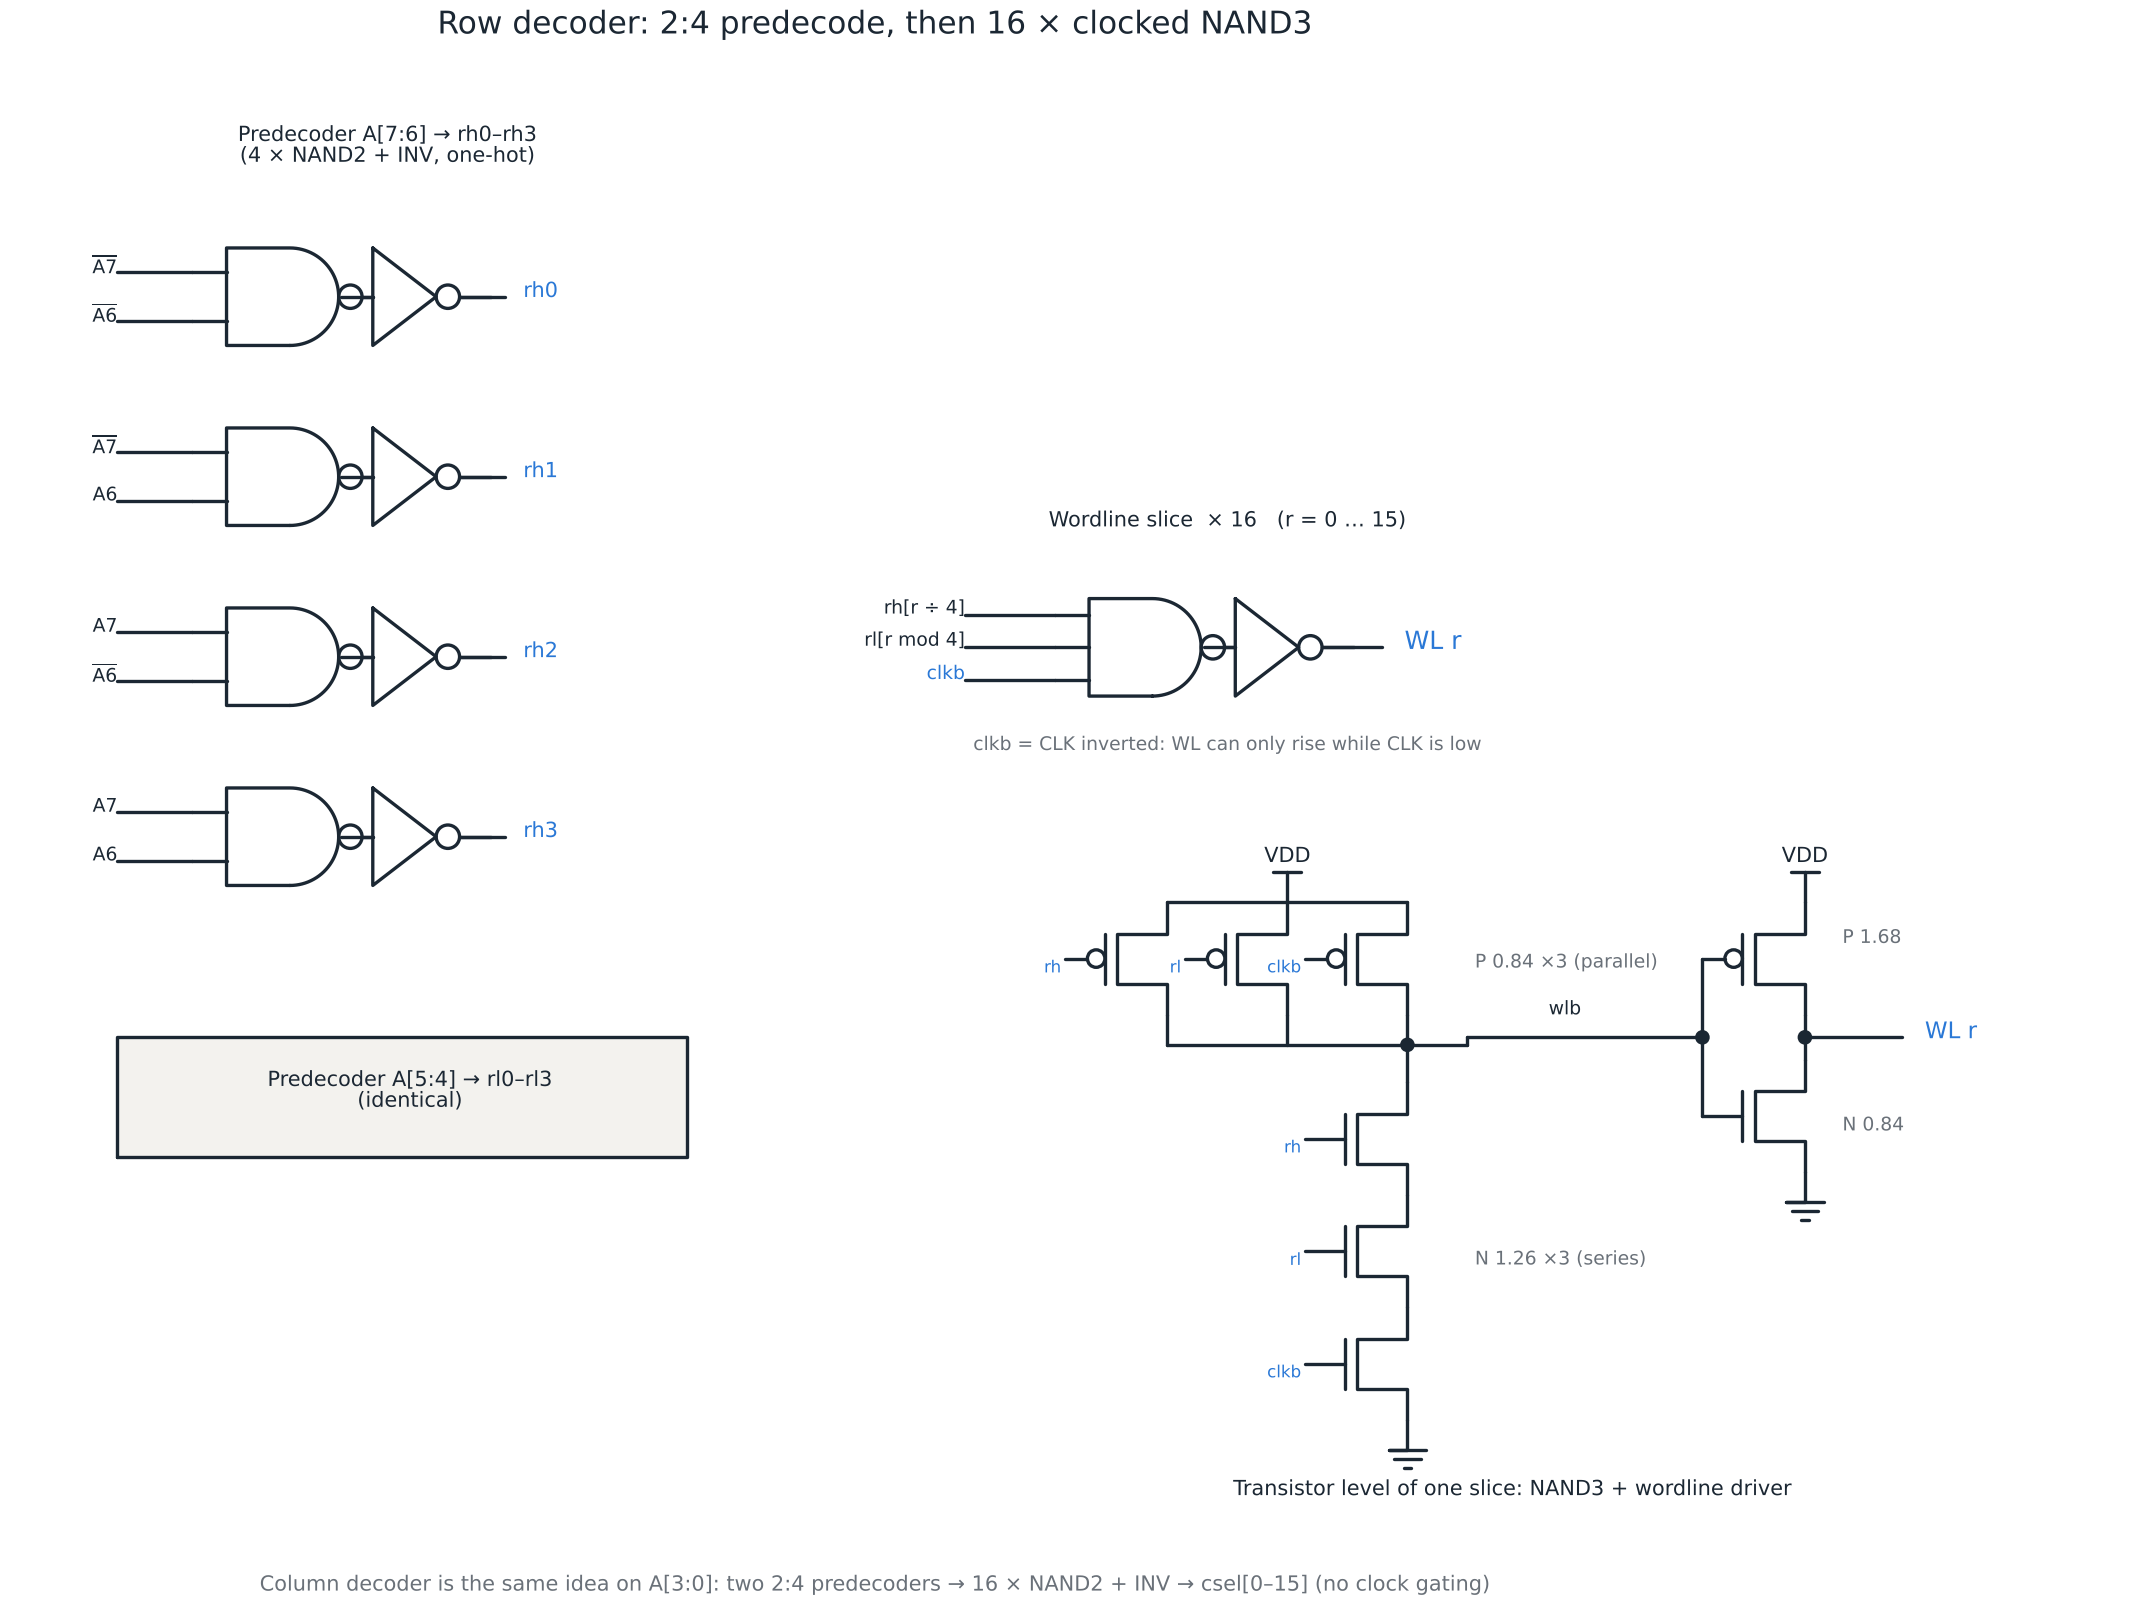 Row decoder: 2:4 predecode, then 16 × clocked NAND3
Predecoder A[7:6] → rh0–rh3
(4 × NAND2 + INV, one-hot)
A̅7̅
A̅6̅
rh0
A̅7̅
A6
rh1
A7
A̅6̅
rh2
A7
A6
rh3
Predecoder A[5:4] → rl0–rl3
(identical)
Wordline slice × 16 (r = 0 … 15)
rh[r ÷ 4]
rl[r mod 4]
clkb
WL r
clkb = CLK inverted: WL can only rise while CLK is low
VDD
VDD
rh
rl
clkb
P 0.84 ×3 (parallel)
P 1.68
wlb
WL r
rh
N 0.84
rl
N 1.26 ×3 (series)
clkb
Transistor level of one slice: NAND3 + wordline driver
Column decoder is the same idea on A[3:0]: two 2:4 predecoders → 16 × NAND2 + INV → csel[0–15] (no clock gating)